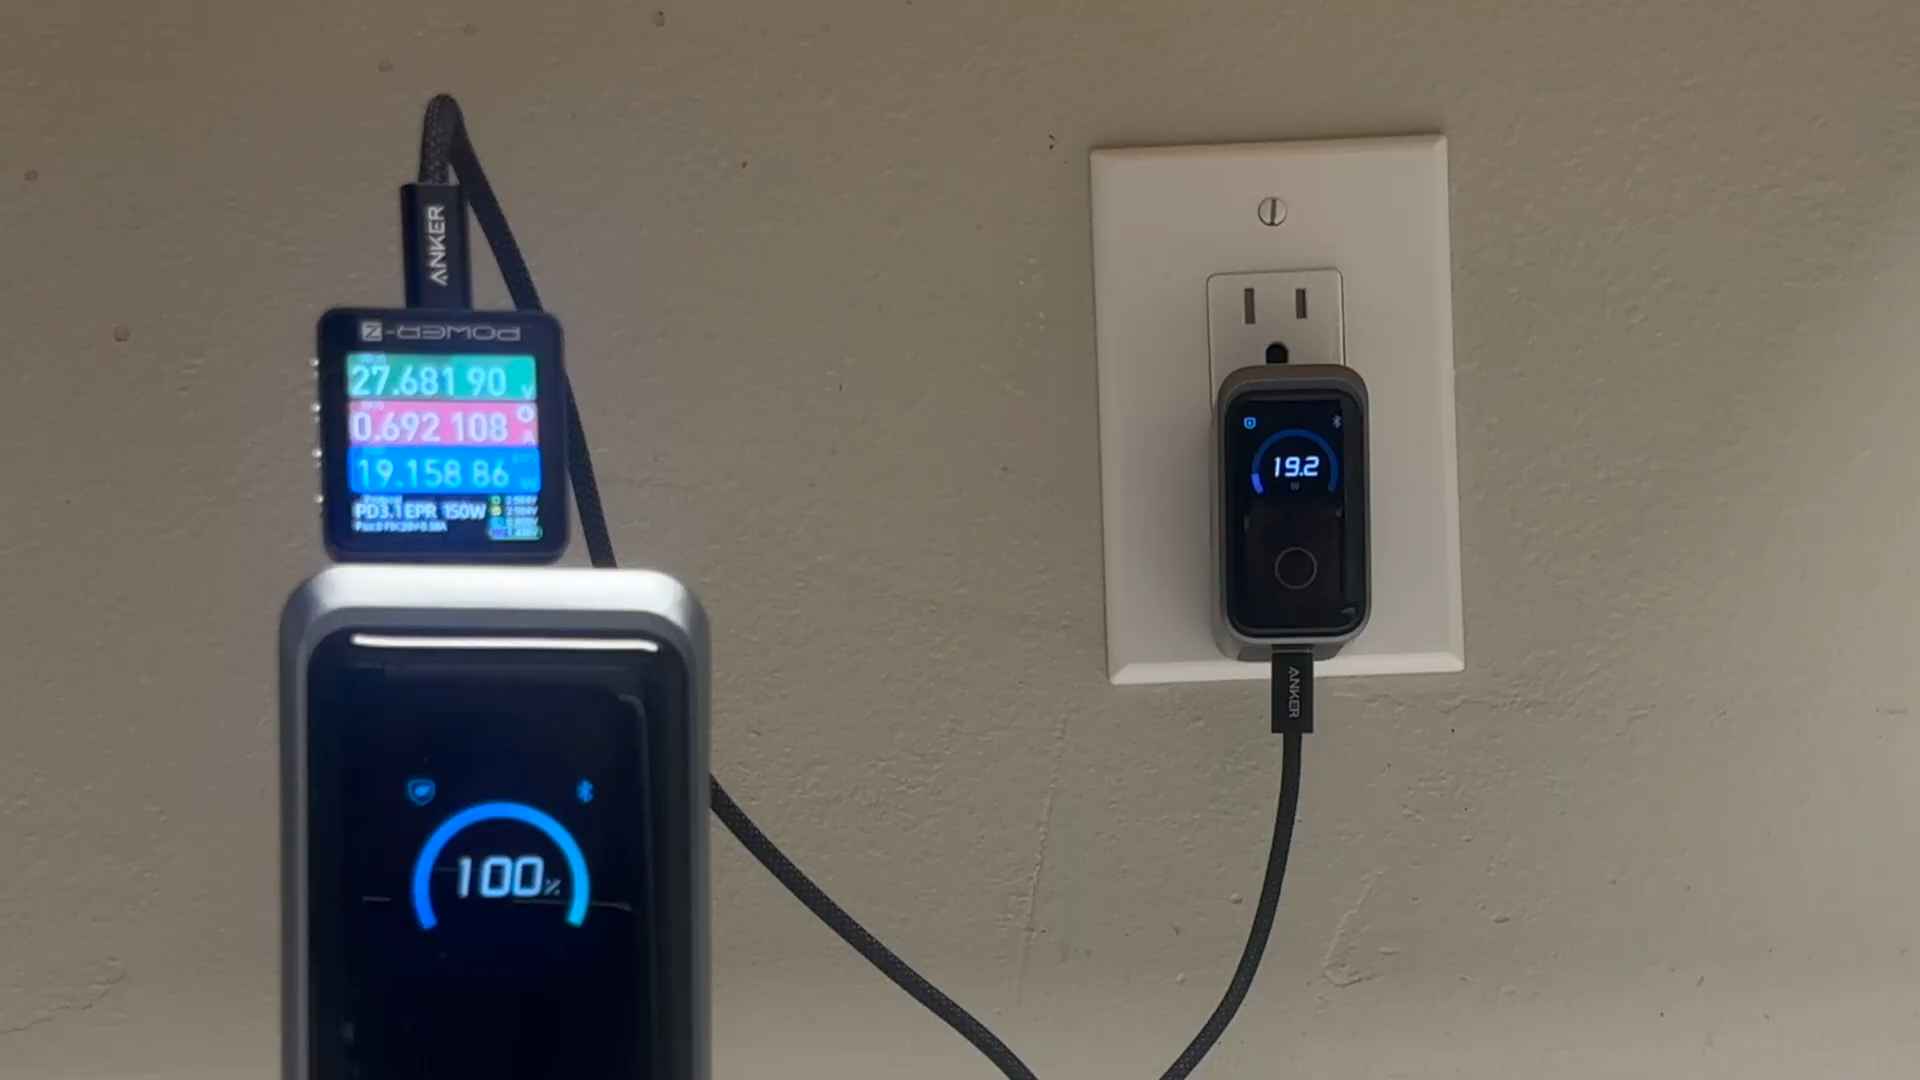 ANKER
POWER-Z
27.681 90 V
0.692 108 A
19.158 86
Protocol
PD3.1 EPR 150W
100%
19.2
W
ANKER